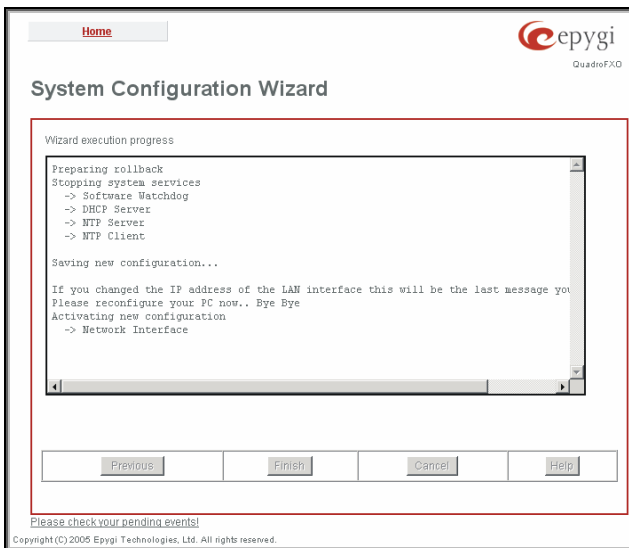 Home
epygi
QuadroFXO
System Configuration Wizard
Wizard execution progress
Preparing rollback
Stopping system services
-> Software Watchdog
-> DHCP Server
-> NTP Server
-> NTP Client
Saving new configuration...
If you changed the IP address of the LAN interface this will be the last message you
Please reconfigure your PC now.. Bye Bye
Activating new configuration
-> Network Interface
Previous
Finish
Cancel
Help
Please check your pending events!
Copyright (C) 2005 Epygi Technologies, Ltd. All rights reserved.